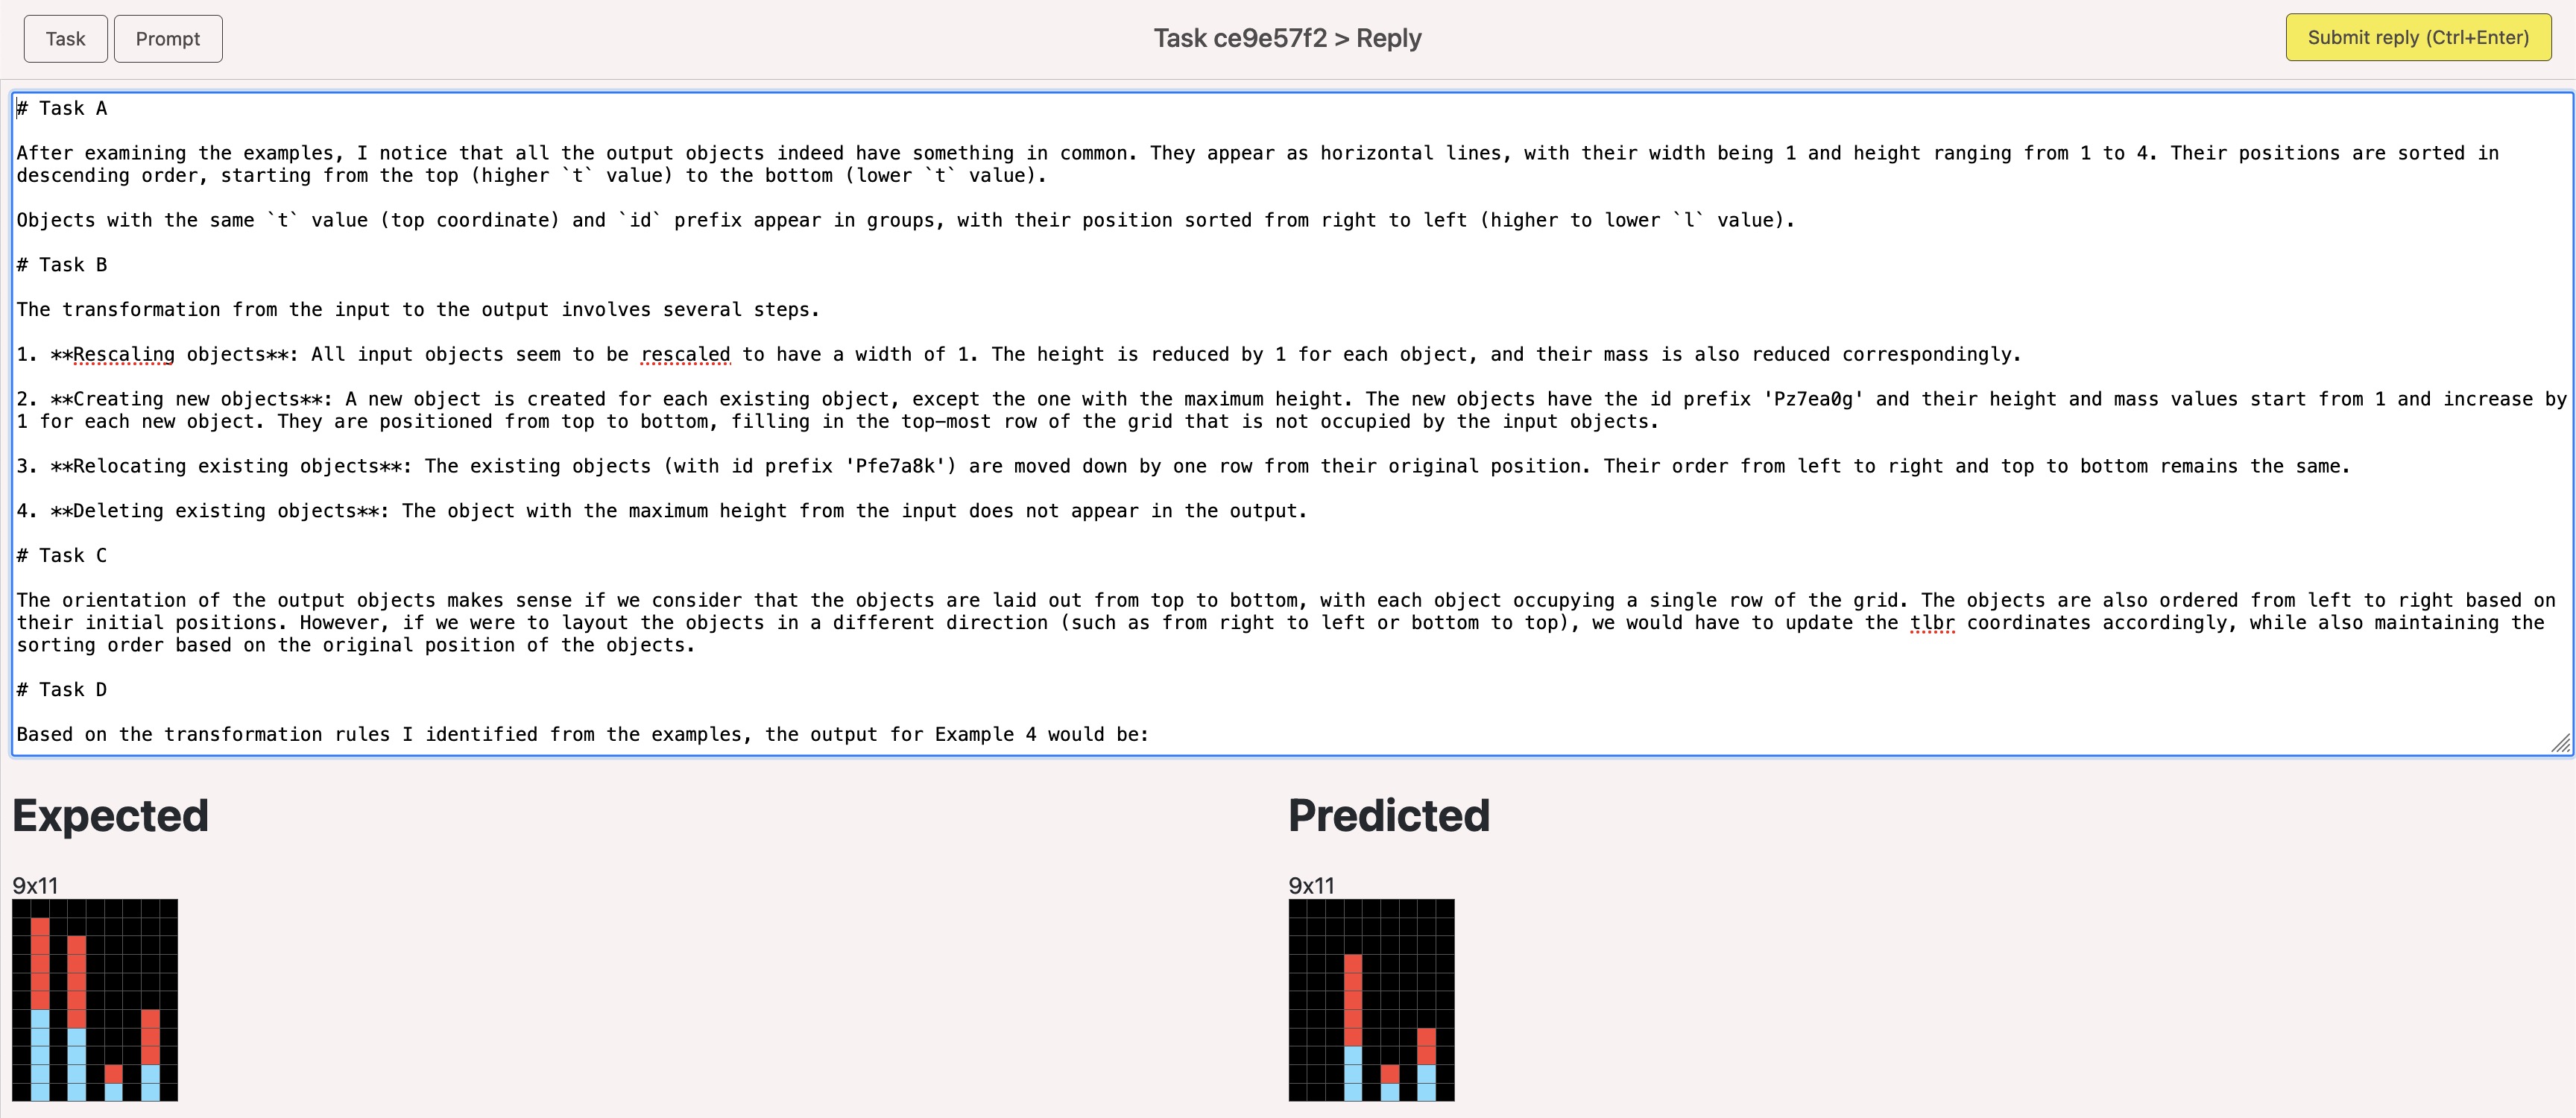 Task
Prompt
Task ce9e57f2 > Reply
Submit reply (Ctrl+Enter)
# Task A
After examining the examples, I notice that all the output objects indeed have something in common. They appear as horizontal lines, with their width being 1 and height ranging from 1 to 4. Their positions are sorted in
descending order, starting from the top (higher `t` value) to the bottom (lower `t` value).
Objects with the same `t` value (top coordinate) and `id` prefix appear in groups, with their position sorted from right to left (higher to lower `l` value).
# Task B
The transformation from the input to the output involves several steps.
1. **Rescaling objects**: All input objects seem to be rescaled to have a width of 1. The height is reduced by 1 for each object, and their mass is also reduced correspondingly.
2. **Creating new objects**: A new object is created for each existing object, except the one with the maximum height. The new objects have the id prefix 'Pz7ea0g' and their height and mass values start from 1 and increase by
1 for each new object. They are positioned from top to bottom, filling in the top-most row of the grid that is not occupied by the input objects.
3. **Relocating existing objects**: The existing objects (with id prefix 'Pfe7a8k') are moved down by one row from their original position. Their order from left to right and top to bottom remains the same.
4. **Deleting existing objects**: The object with the maximum height from the input does not appear in the output.
# Task C
The orientation of the output objects makes sense if we consider that the objects are laid out from top to bottom, with each object occupying a single row of the grid. The objects are also ordered from left to right based on
their initial positions. However, if we were to layout the objects in a different direction (such as from right to left or bottom to top), we would have to update the tlbr coordinates accordingly, while also maintaining the
sorting order based on the original position of the objects.
# Task D
Based on the transformation rules I identified from the examples, the output for Example 4 would be:
Expected
Predicted
9x11
9x11